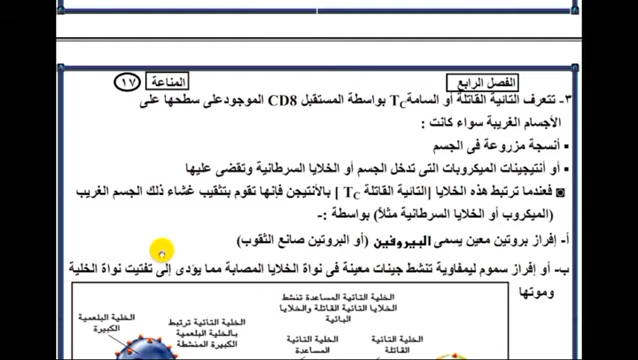 الفصل الرابع
المناعة
١٧
٣- تتعرف التائية القاتلة أو السامة TC بواسطة المستقبل CD8 الموجود على سطحها على
الأجسام الغريبة سواء كانت :
▪ أنسجة مزروعة فى الجسم
▪ أو أنتيجينات الميكروبات التى تدخل الجسم أو الخلايا السرطانية وتقضى عليها
◙ فعندما ترتبط هذه الخلايا [التائية القاتلة TC ] بالأنتيجن فإنها تقوم بتثقيب غشاء ذلك الجسم الغريب
(الميكروب أو الخلايا السرطانية مثلاً) بواسطة :-
أ- إفراز بروتين معين يسمى البيروفين (أو البروتين صانع الثقوب)
ب- أو إفراز سموم ليمفاوية تنشط جينات معينة فى نواة الخلايا المصابة مما يؤدى إلى تفتيت نواة الخلية
وموتها
الخلية التائية المساعدة تنشط
الخلايا التائية القاتلة والخلايا
البائية
الخلية البلعمية
الكبيرة
الخلية التائية ترتبط
بالخلية البلعمية
الكبيرة المنشطة
الخلية التائية
المساعدة
الخلية التائية
القاتلة